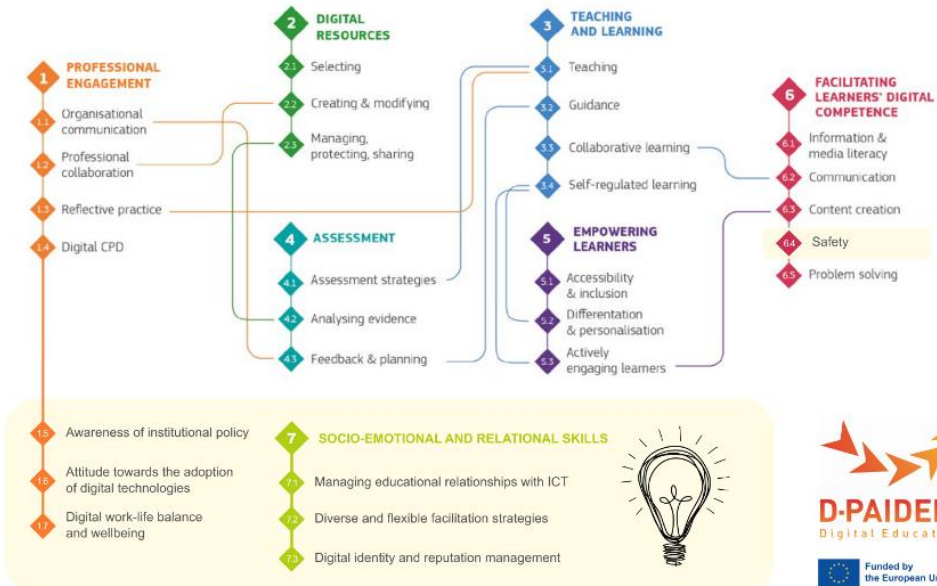 1 PROFESSIONAL
ENGAGEMENT
1.1 Organisational
communication
1.2 Professional
collaboration
1.3 Reflective practice
1.4 Digital CPD
2 DIGITAL
RESOURCES
2.1 Selecting
2.2 Creating & modifying
2.3 Managing,
protecting, sharing
3 TEACHING
AND LEARNING
3.1 Teaching
3.2 Guidance
3.3 Collaborative learning
3.4 Self-regulated learning
4 ASSESSMENT
4.1 Assessment strategies
4.2 Analysing evidence
4.3 Feedback & planning
5 EMPOWERING
LEARNERS
5.1 Accessibility
& inclusion
5.2 Differentation
& personalisation
5.3 Actively
engaging learners
6 FACILITATING
LEARNERS' DIGITAL
COMPETENCE
6.1 Information &
media literacy
6.2 Communication
6.3 Content creation
6.4 Safety
6.5 Problem solving
1.5 Awareness of institutional policy
1.6 Attitude towards the adoption
of digital technologies
1.7 Digital work-life balance
and wellbeing
7 SOCIO-EMOTIONAL AND RELATIONAL SKILLS
7.1 Managing educational relationships with ICT
7.2 Diverse and flexible facilitation strategies
7.3 Digital identity and reputation management
D-PAIDE
Digital Educat
Funded by
the European U